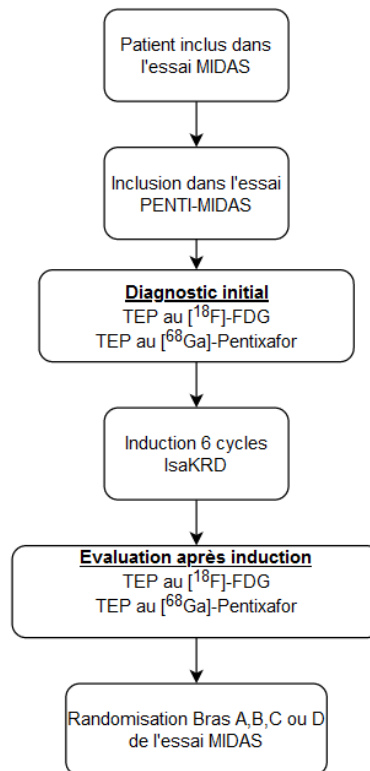 Patient inclus dans
l'essai MIDAS
Inclusion dans l'essai
PENTI-MIDAS
Diagnostic initial
TEP au [18F]-FDG
TEP au [68Ga]-Pentixafor
Induction 6 cycles
IsaKRD
Evaluation après induction
TEP au [18F]-FDG
TEP au [68Ga]-Pentixafor
Randomisation Bras A,B,C ou D
de l'essai MIDAS